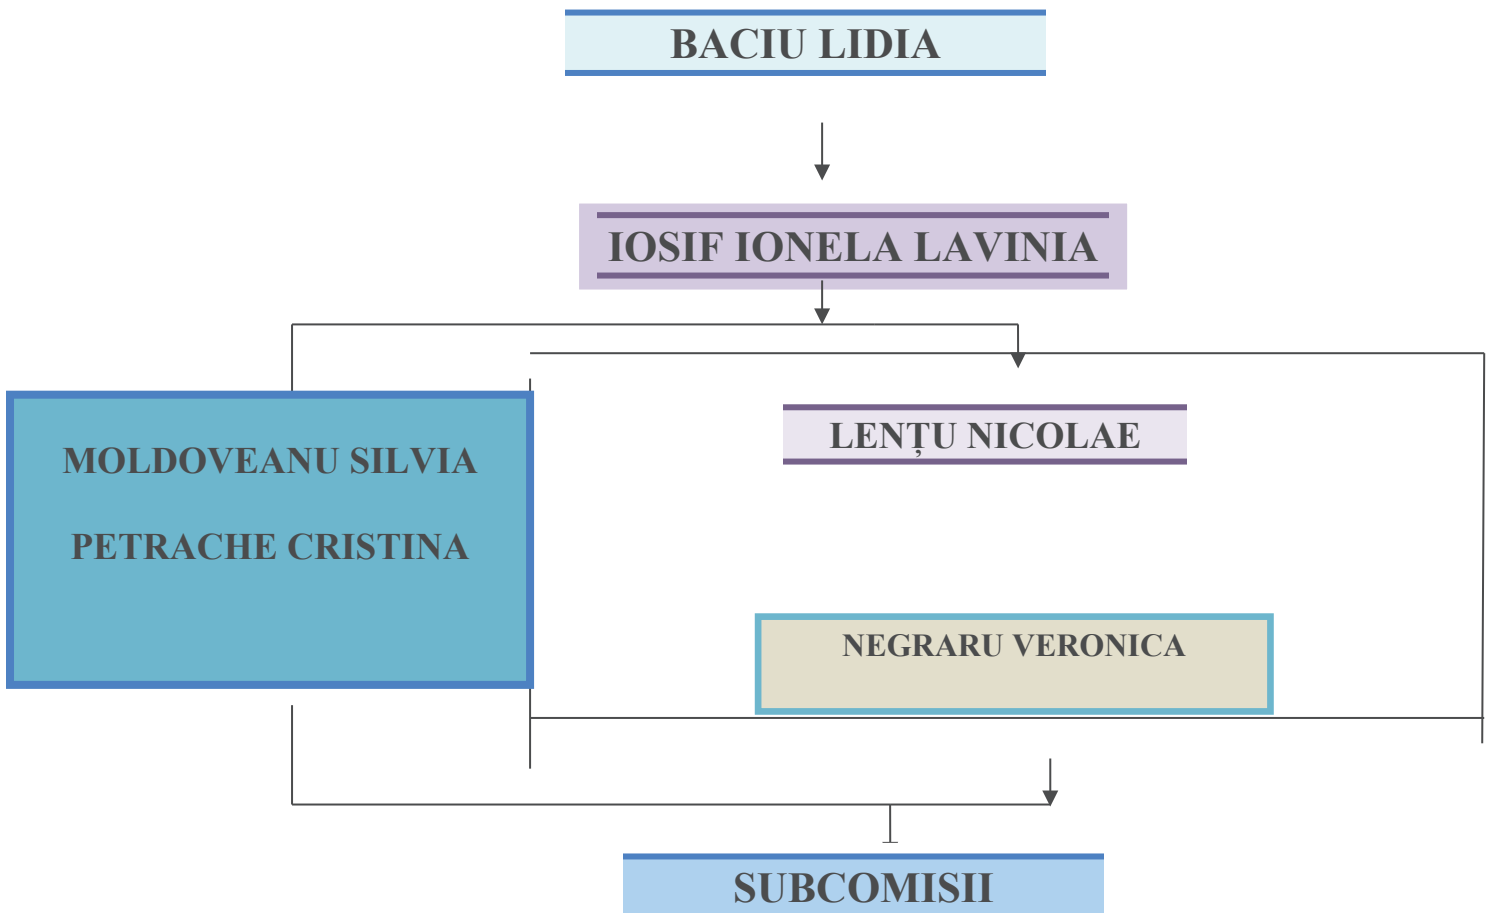 BACIU LIDIA
IOSIF IONELA LAVINIA
MOLDOVEANU SILVIA
PETRACHE CRISTINA
LENȚU NICOLAE
NEGRARU VERONICA
SUBCOMISII